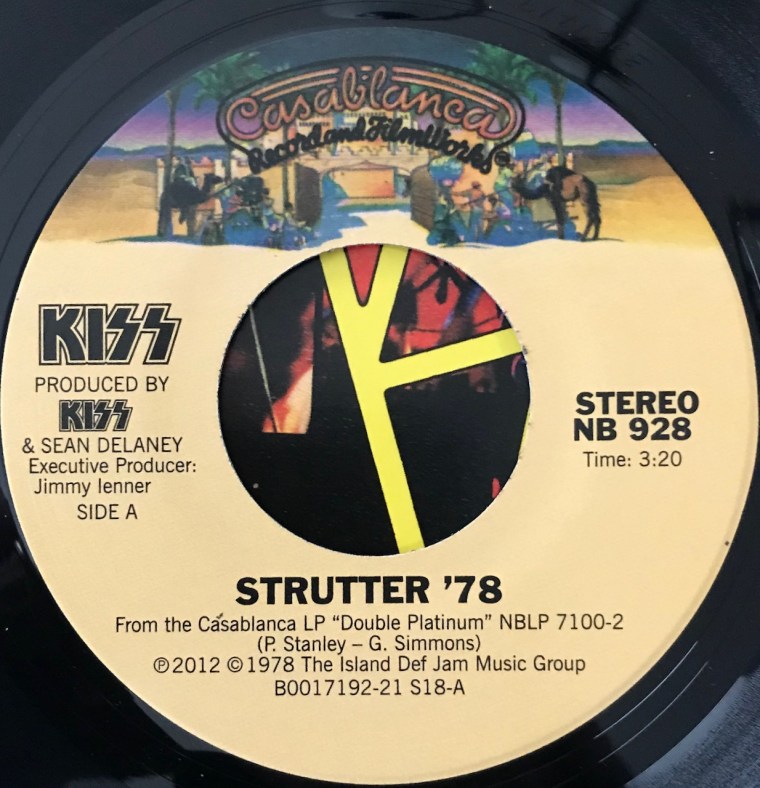 Casablanca
Record and FilmWorks®
KISS
PRODUCED BY
KISS
& SEAN DELANEY
Executive Producer:
Jimmy Ienner
SIDE A
STEREO
NB 928
Time: 3:20
STRUTTER ’78
From the Casablanca LP “Double Platinum” NBLP 7100-2
(P. Stanley – G. Simmons)
℗2012 ©1978 The Island Def Jam Music Group
B0017192-21 S18-A